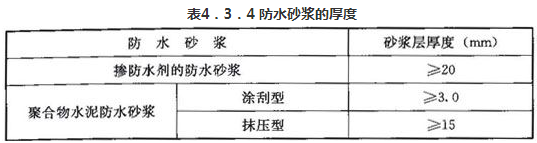 表4．3．4 防水砂浆的厚度
防水砂浆 砂浆层厚度（mm）
掺防水剂的防水砂浆 ≥20
聚合物水泥防水砂浆 涂刮型 ≥3.0
抹压型 ≥15